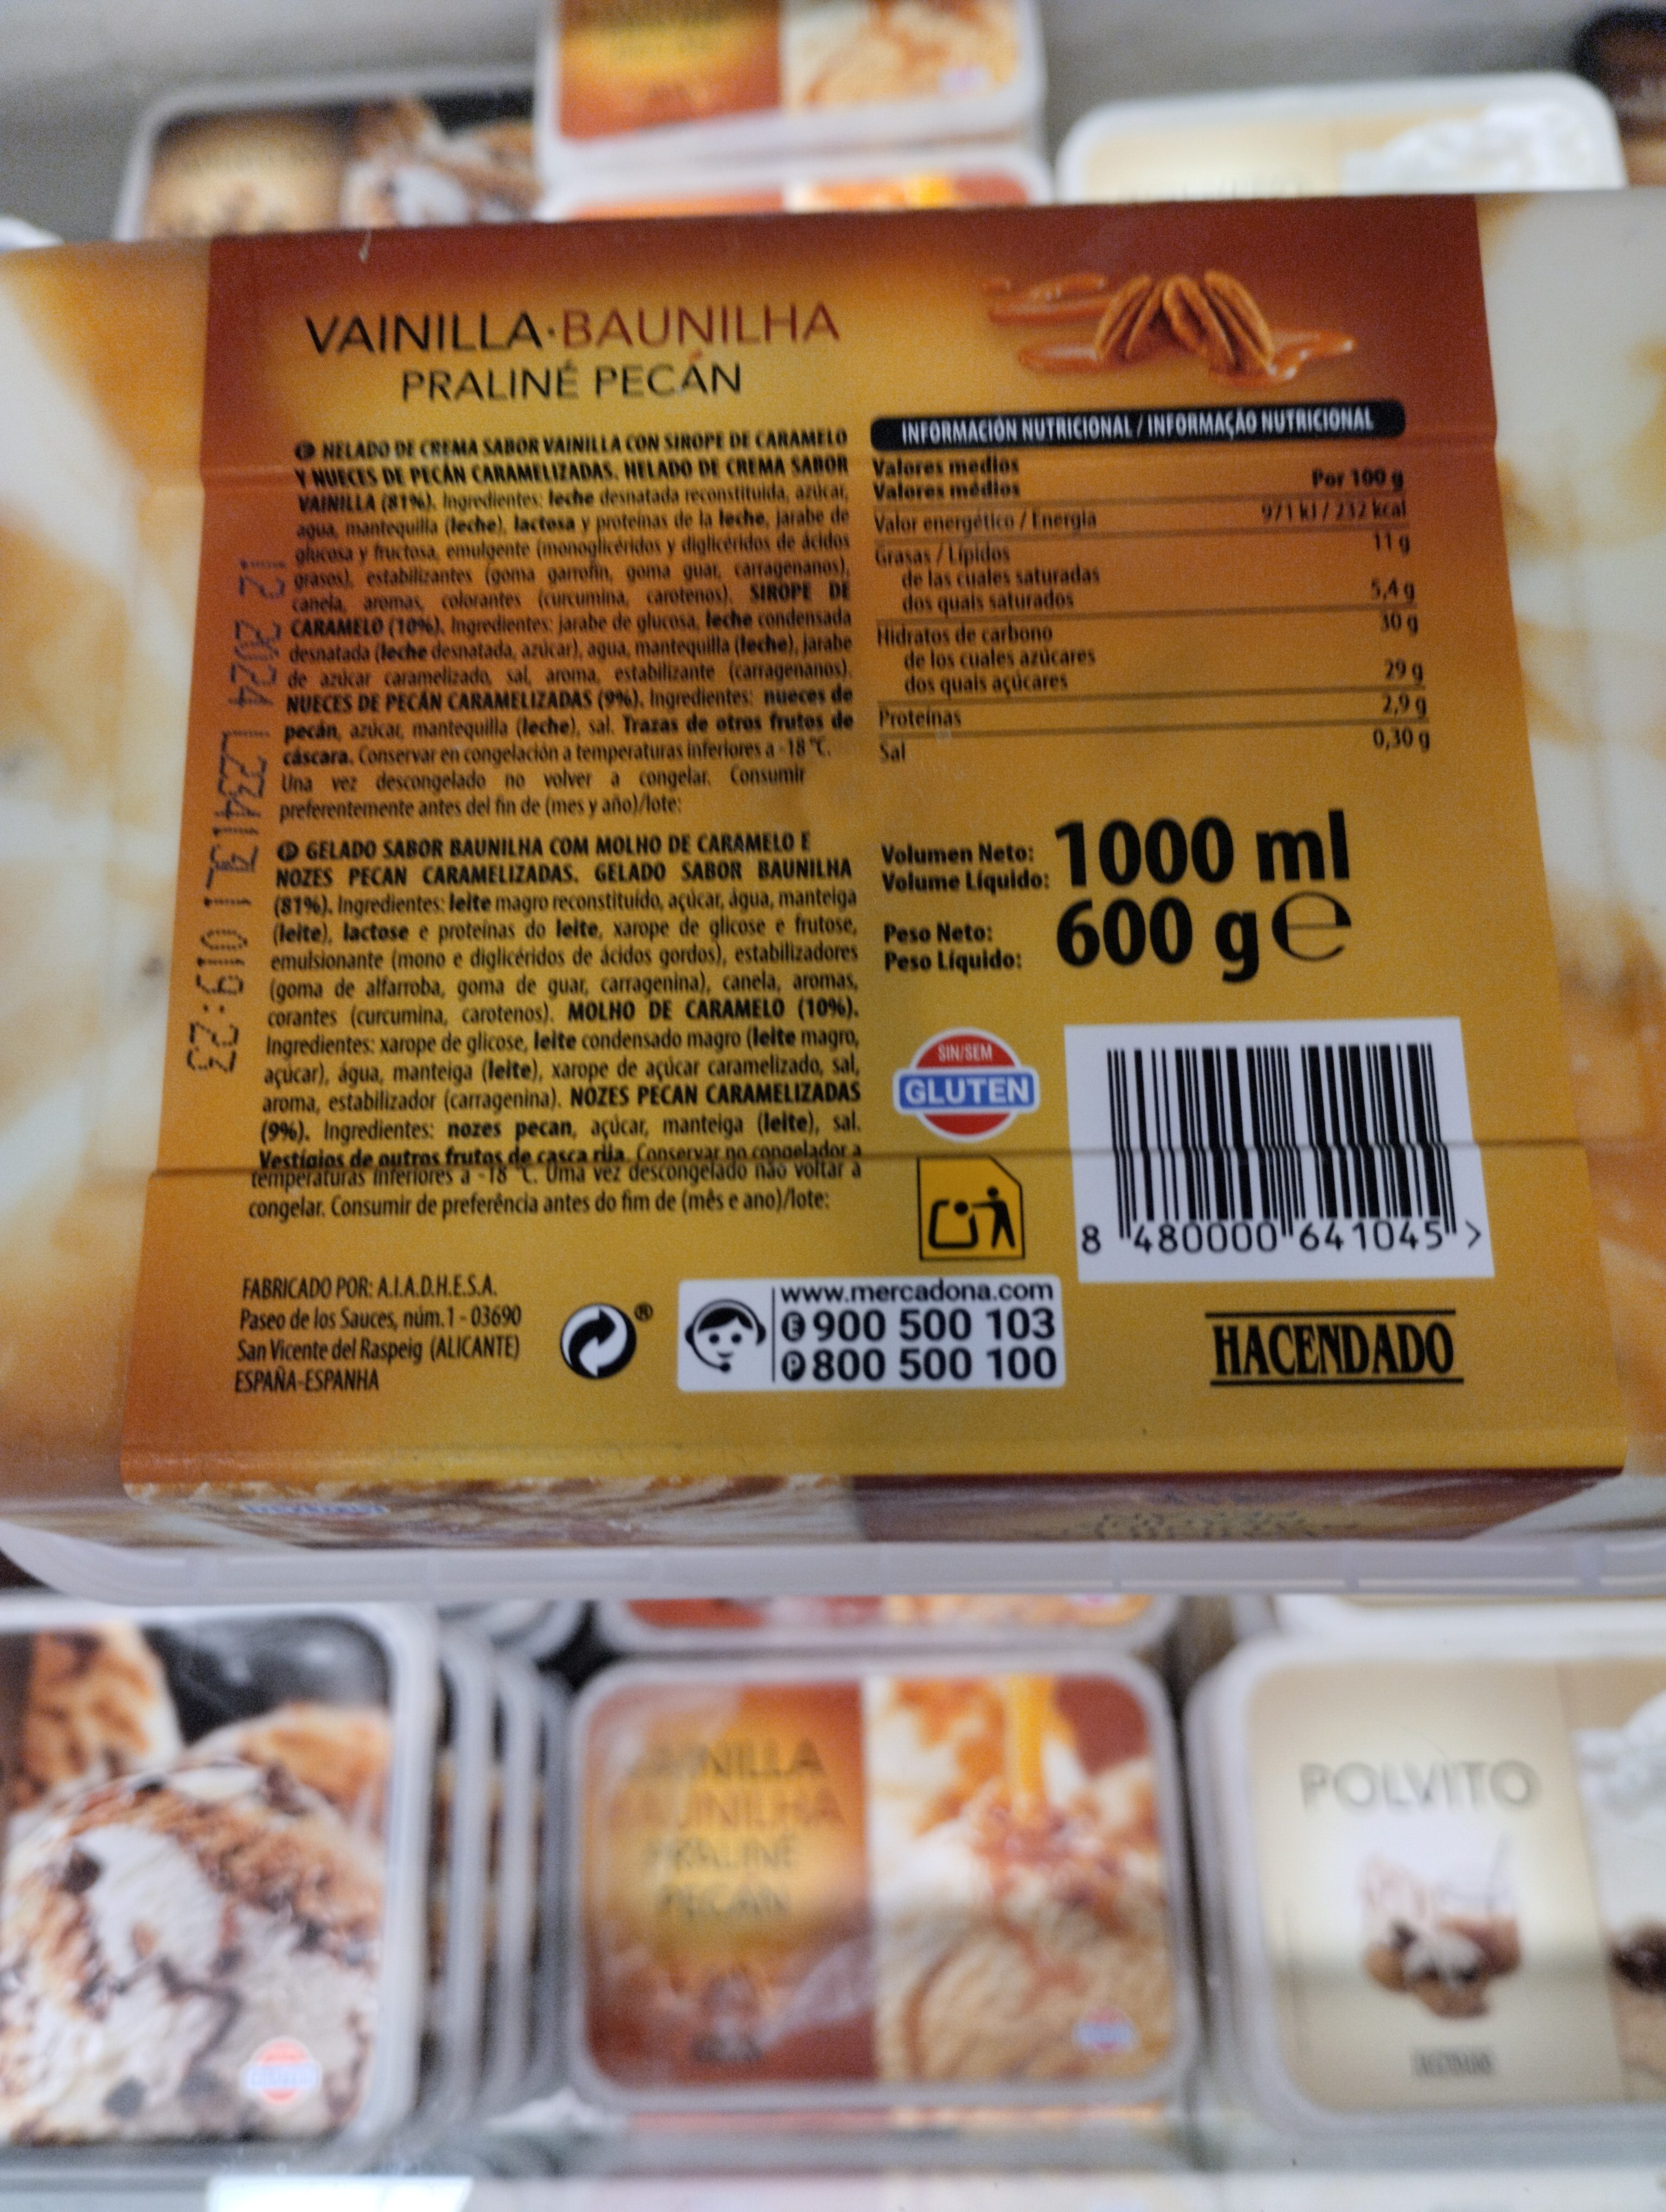 VAINILLA·BAUNILHA
PRALINÉ PECÁN
E HELADO DE CREMA SABOR VAINILLA CON SIROPE DE CARAMELO
Y NUECES DE PECÁN CARAMELIZADAS. HELADO DE CREMA SABOR
VAINILLA (81%). Ingredientes: leche desnatada reconstituida, azúcar,
agua, mantequilla (leche), lactosa y proteínas de la leche, jarabe de
glucosa y fructosa, emulgente (monoglicéridos y diglicéridos de ácidos
grasos), estabilizantes (goma garrofín, goma guar, carragenanos),
canela, aromas, colorantes (curcumina, carotenos). SIROPE DE
CARAMELO (10%). Ingredientes: jarabe de glucosa, leche condensada
desnatada (leche desnatada, azúcar), agua, mantequilla (leche), jarabe
de azúcar caramelizado, sal, aroma, estabilizante (carragenanos).
NUECES DE PECÁN CARAMELIZADAS (9%). Ingredientes: nueces de
pecán, azúcar, mantequilla (leche), sal. Trazas de otros frutos de
cáscara. Conservar en congelación a temperaturas inferiores a -18 °C.
Una vez descongelado no volver a congelar. Consumir
preferentemente antes del fin de (mes y año)/lote:
P GELADO SABOR BAUNILHA COM MOLHO DE CARAMELO E
NOZES PECAN CARAMELIZADAS. GELADO SABOR BAUNILHA
(81%). Ingredientes: leite magro reconstituído, açúcar, água, manteiga
(leite), lactose e proteínas do leite, xarope de glicose e frutose,
emulsionante (mono e diglicéridos de ácidos gordos), estabilizadores
(goma de alfarroba, goma de guar, carragenina), canela, aromas,
corantes (curcumina, carotenos). MOLHO DE CARAMELO (10%).
Ingredientes: xarope de glicose, leite condensado magro (leite magro,
açúcar), água, manteiga (leite), xarope de açúcar caramelizado, sal,
aroma, estabilizador (carragenina). NOZES PECAN CARAMELIZADAS
(9%). Ingredientes: nozes pecan, açúcar, manteiga (leite), sal.
Vestígios de outros frutos de casca rija. Conservar no congelador a
temperaturas inferiores a -18 °C. Uma vez descongelado não voltar a
congelar. Consumir de preferência antes do fim de (mês e ano)/lote:
FABRICADO POR: A.I.A.D.H.E.S.A.
Paseo de los Sauces, núm.1 - 03690
San Vicente del Raspeig (ALICANTE)
ESPAÑA-ESPANHA
®
www.mercadona.com
E 900 500 103
P 800 500 100
INFORMACIÓN NUTRICIONAL / INFORMAÇÃO NUTRICIONAL
Valores medios
Valores médios Por 100 g
Valor energético / Energia 971 kJ / 232 kcal
Grasas / Lípidos 11 g
de las cuales saturadas
dos quais saturados 5,4 g
Hidratos de carbono 30 g
de los cuales azúcares
dos quais açúcares 29 g
Proteínas 2,9 g
Sal 0,30 g
Volumen Neto:
Volume Líquido:
1000 ml
Peso Neto:
Peso Líquido:
600 g e
SIN/SEM
GLUTEN
8 480000 641045 >
HACENDADO
VAINILLA
BAUNILHA
PRALINÉ
PECÁN
POLVITO